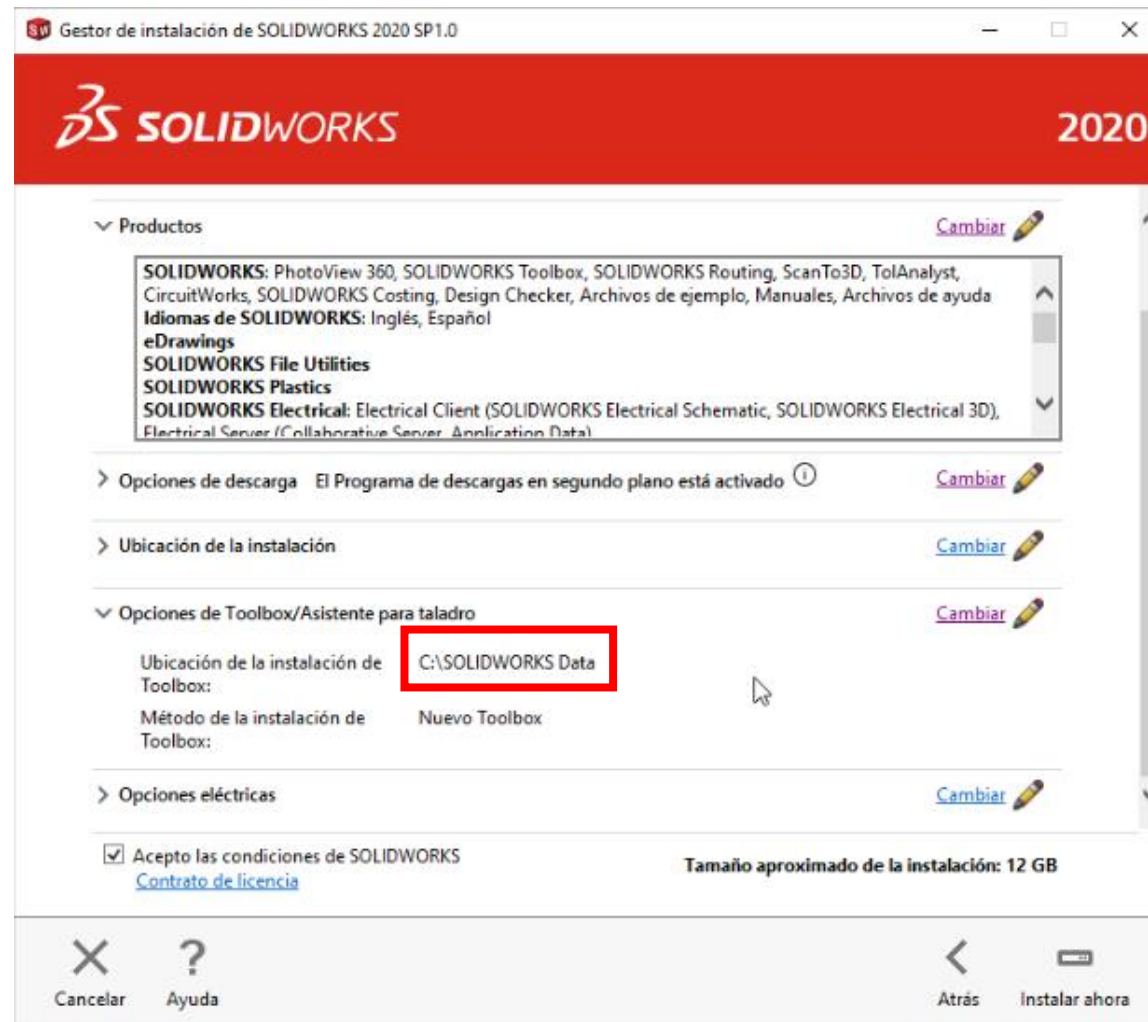 Gestor de instalación de SOLIDWORKS 2020 SP1.0
SOLIDWORKS
2020
Productos
Cambiar
SOLIDWORKS: PhotoView 360, SOLIDWORKS Toolbox, SOLIDWORKS Routing, ScanTo3D, TolAnalyst,
CircuitWorks, SOLIDWORKS Costing, Design Checker, Archivos de ejemplo, Manuales, Archivos de ayuda
Idiomas de SOLIDWORKS: Inglés, Español
eDrawings
SOLIDWORKS File Utilities
SOLIDWORKS Plastics
SOLIDWORKS Electrical: Electrical Client (SOLIDWORKS Electrical Schematic, SOLIDWORKS Electrical 3D),
Electrical Server (Collaborative Server, Application Data)
Opciones de descarga El Programa de descargas en segundo plano está activado
Cambiar
Ubicación de la instalación
Cambiar
Opciones de Toolbox/Asistente para taladro
Cambiar
Ubicación de la instalación de Toolbox:
C:\SOLIDWORKS Data
Método de la instalación de Toolbox:
Nuevo Toolbox
Opciones eléctricas
Cambiar
Acepto las condiciones de SOLIDWORKS
Contrato de licencia
Tamaño aproximado de la instalación: 12 GB
Cancelar
Ayuda
Atrás
Instalar ahora